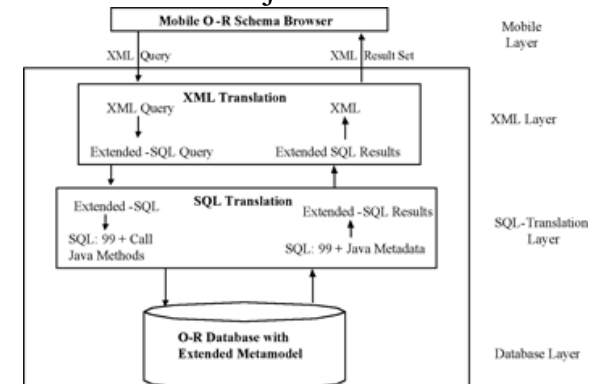 j
Mobile O-R Schema Browser
Mobile
Layer
XML Query
XML Result Set
XML Translation
XML Query
XML
XML Layer
Extended -SQL Query
Extended SQL Results
SQL Translation
Extended -SQL
Extended -SQL Results
SQL: 99 + Call
Java Methods
SQL: 99 + Java Metadata
SQL-Translation
Layer
O-R Database with
Extended Metamodel
Database Layer